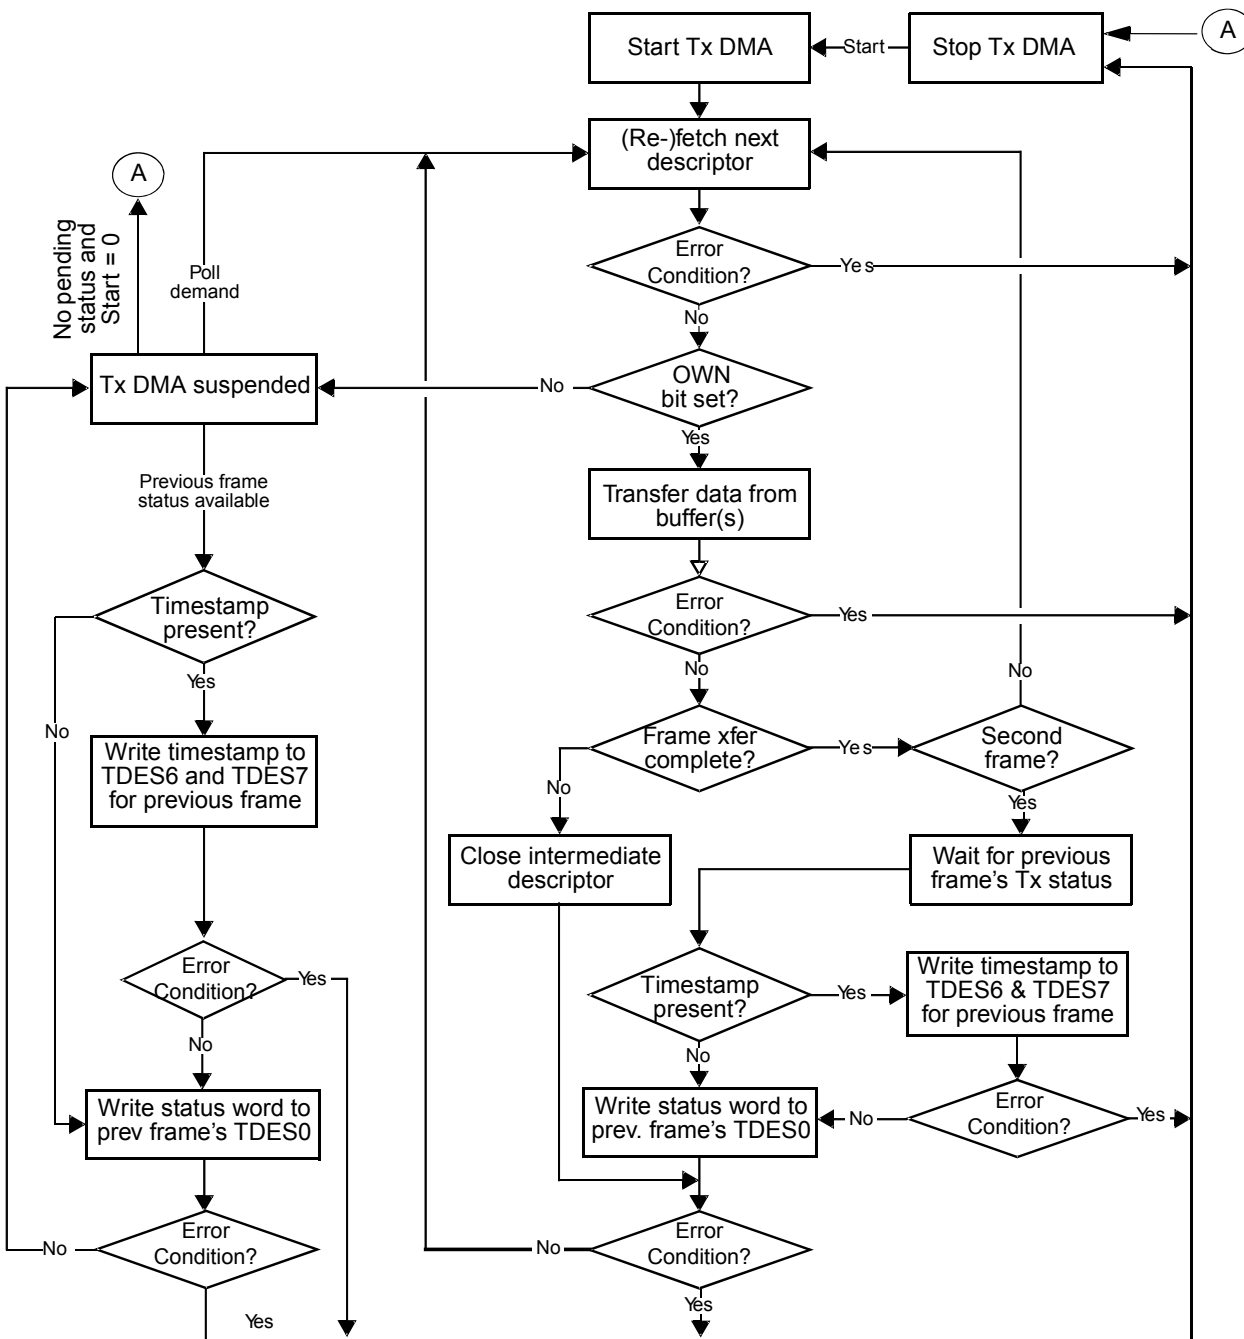 Start Tx DMA
Start
Stop Tx DMA
A
(Re-)fetch next
descriptor
A
No pending
status and
Start = 0
Poll
demand
Error
Condition?
Yes
No
Tx DMA suspended
No
OWN
bit set?
Yes
Previous frame
status available
Transfer data from
buffer(s)
Timestamp
present?
Error
Condition?
Yes
Yes
No
No
No
Write timestamp to
TDES6 and TDES7
for previous frame
Frame xfer
complete?
Yes
Second
frame?
No
Yes
Close intermediate
descriptor
Wait for previous
frame's Tx status
Error
Condition?
Yes
Timestamp
present?
Yes
Write timestamp to
TDES6 & TDES7
for previous frame
No
No
Write status word to
prev frame's TDES0
Write status word to
prev. frame's TDES0
No
Error
Condition?
Yes
No
Error
Condition?
No
Error
Condition?
Yes
Yes